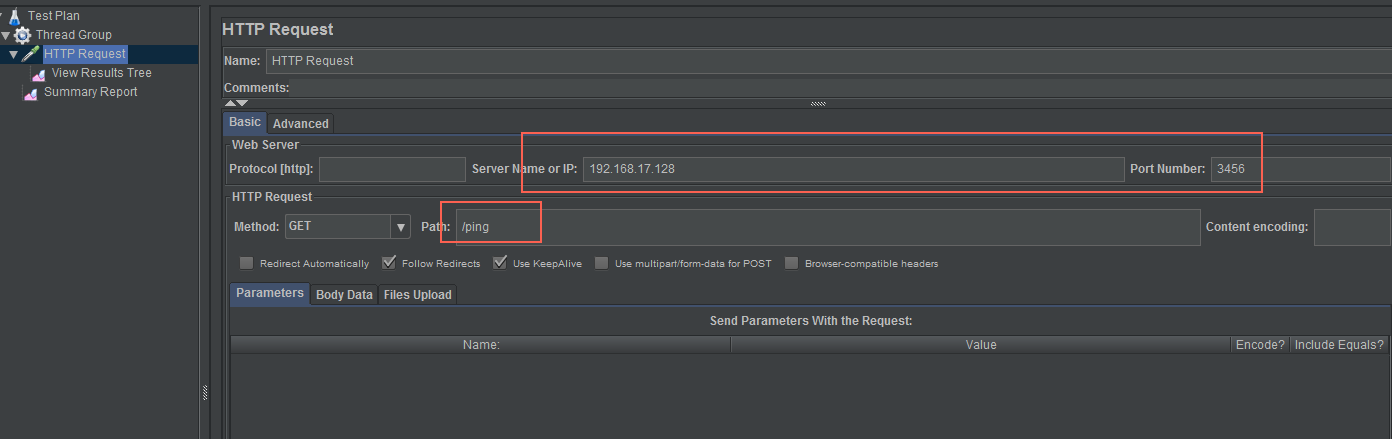 Test Plan
Thread Group
HTTP Request
View Results Tree
Summary Report
HTTP Request
Name: HTTP Request
Comments:
Basic Advanced
Web Server
Protocol [http]: Server Name or IP: 192.168.17.128 Port Number: 3456
HTTP Request
Method: GET Path: /ping Content encoding:
Redirect Automatically Follow Redirects Use KeepAlive Use multipart/form-data for POST Browser-compatible headers
Parameters Body Data Files Upload
Send Parameters With the Request:
Name: Value Encode? Include Equals?